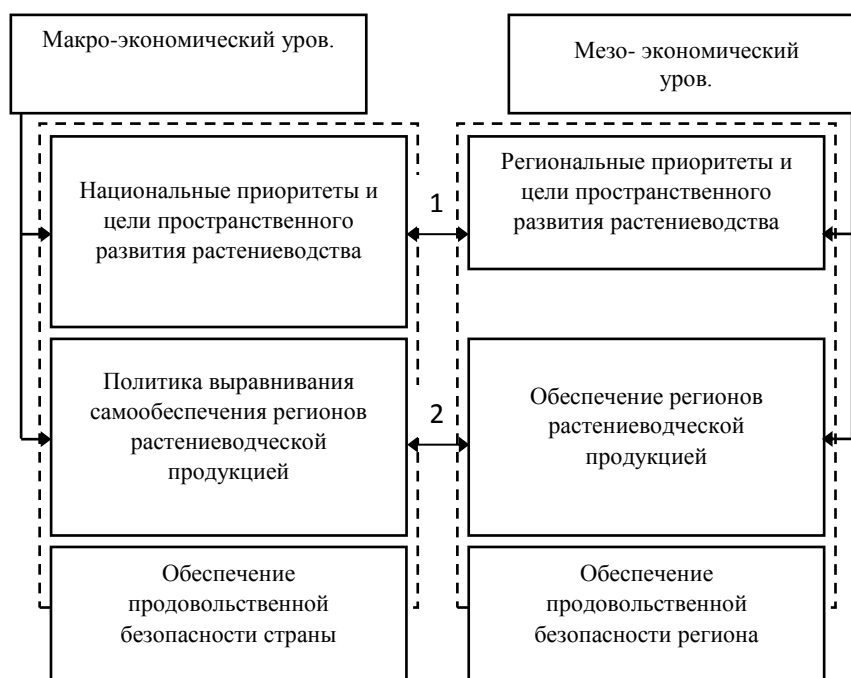 Макро-экономический уров.
Мезо- экономический
уров.
Национальные приоритеты и
цели пространственного
развития растениеводства
1
Региональные приоритеты и
цели пространственного
развития растениеводства
Политика выравнивания
самообеспечения регионов
растениеводческой
продукцией
2
Обеспечение регионов
растениеводческой
продукцией
Обеспечение
продовольственной
безопасности страны
Обеспечение
продовольственной
безопасности региона